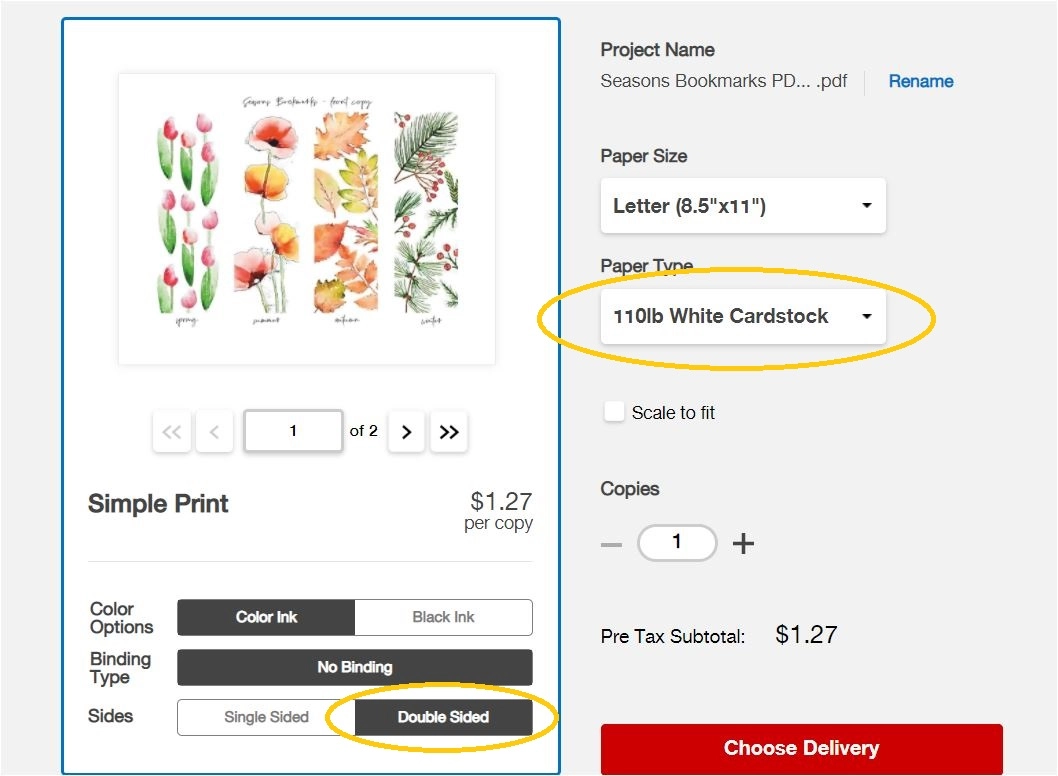 Seasons Bookmarks - front copy
spring
summer
autumn
winter
<<
<
1
of 2
>
>>
Simple Print
$1.27
per copy
Color
Options
Color Ink
Black Ink
Binding
Type
No Binding
Sides
Single Sided
Double Sided
Project Name
Seasons Bookmarks PD... .pdf
Rename
Paper Size
Letter (8.5"x11")
Paper Type
110lb White Cardstock
Scale to fit
Copies
— 1 +
Pre Tax Subtotal: $1.27
Choose Delivery